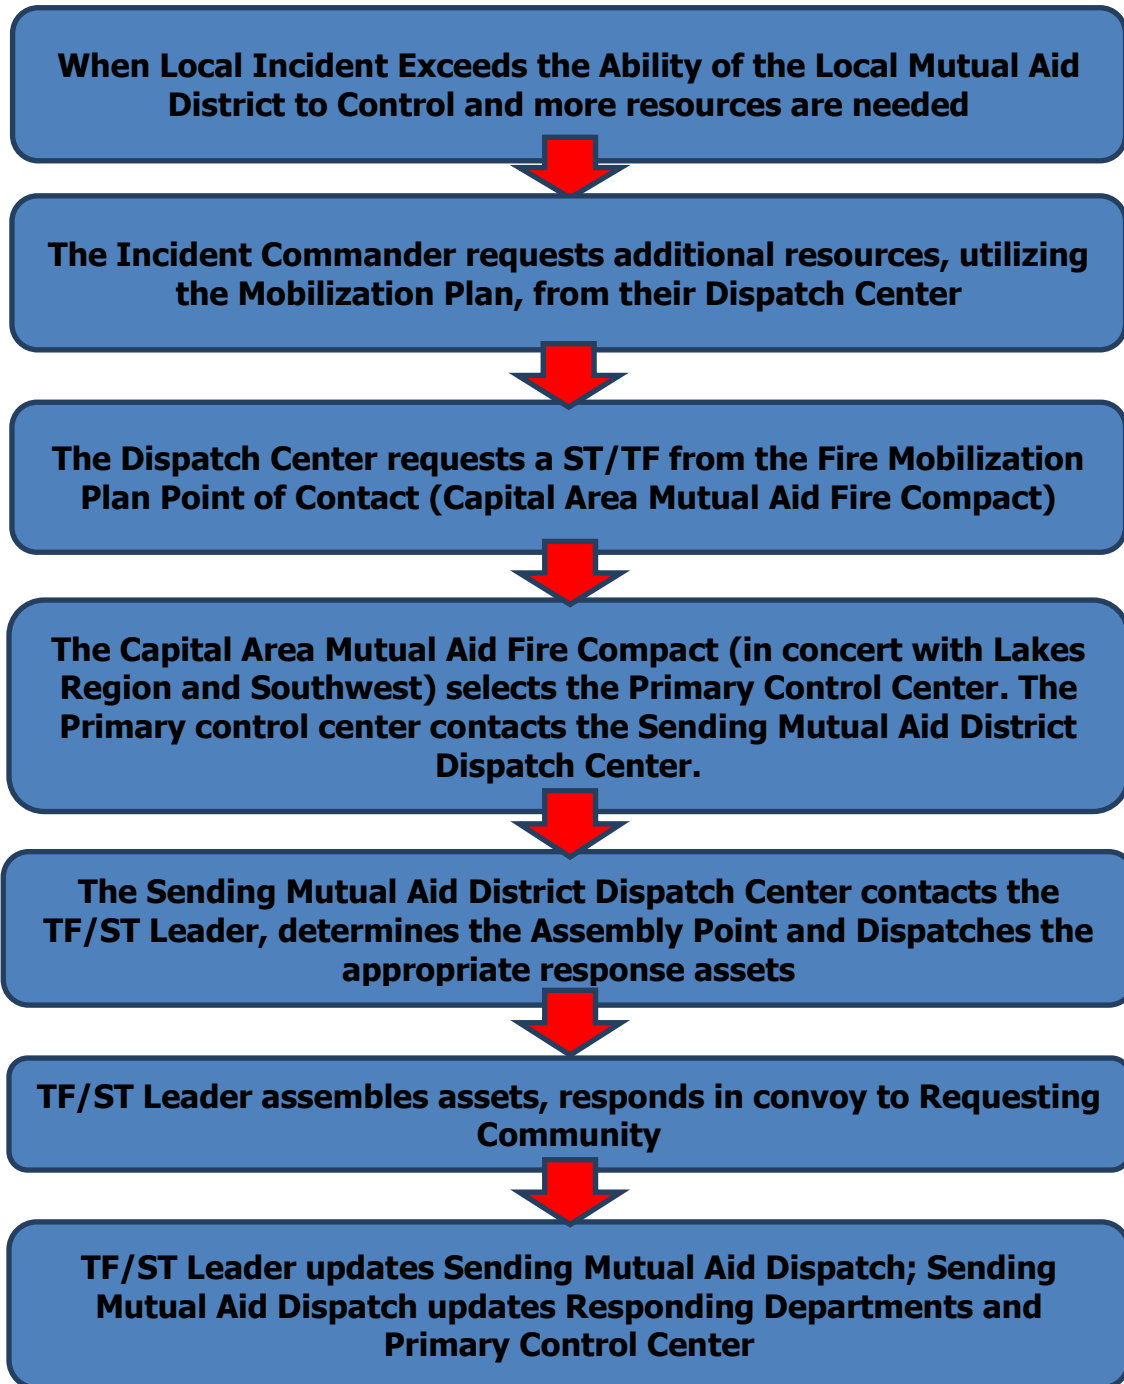 When Local Incident Exceeds the Ability of the Local Mutual Aid
District to Control and more resources are needed
The Incident Commander requests additional resources, utilizing
the Mobilization Plan, from their Dispatch Center
The Dispatch Center requests a ST/TF from the Fire Mobilization
Plan Point of Contact (Capital Area Mutual Aid Fire Compact)
The Capital Area Mutual Aid Fire Compact (in concert with Lakes
Region and Southwest) selects the Primary Control Center. The
Primary control center contacts the Sending Mutual Aid District
Dispatch Center.
The Sending Mutual Aid District Dispatch Center contacts the
TF/ST Leader, determines the Assembly Point and Dispatches the
appropriate response assets
TF/ST Leader assembles assets, responds in convoy to Requesting
Community
TF/ST Leader updates Sending Mutual Aid Dispatch; Sending
Mutual Aid Dispatch updates Responding Departments and
Primary Control Center